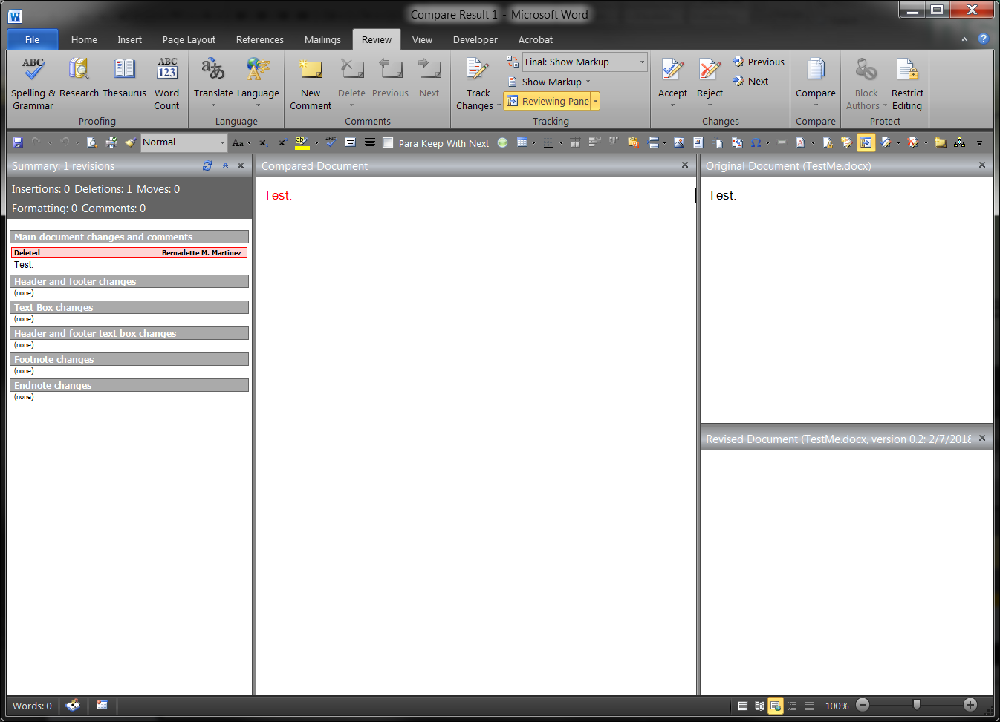 Compare Result 1 - Microsoft Word
File Home Insert Page Layout References Mailings Review View Developer Acrobat
Spelling & Grammar
Research
Thesaurus
Word Count
Proofing
Translate
Language
Language
New Comment
Delete
Previous
Next
Comments
Track Changes
Final: Show Markup
Show Markup
Reviewing Pane
Tracking
Accept
Reject
Previous
Next
Changes
Compare
Compare
Block Authors
Restrict Editing
Protect
Normal
Aa
Para Keep With Next
Summary: 1 revisions
Insertions: 0 Deletions: 1 Moves: 0
Formatting: 0 Comments: 0
Main document changes and comments
Deleted Bernadette M. Martinez
Test.
Header and footer changes
(none)
Text Box changes
(none)
Header and footer text box changes
(none)
Footnote changes
(none)
Endnote changes
(none)
Compared Document
Test.
Original Document (TestMe.docx)
Test.
Revised Document (TestMe.docx, version 0.2: 2/7/2018
Words: 0
100%